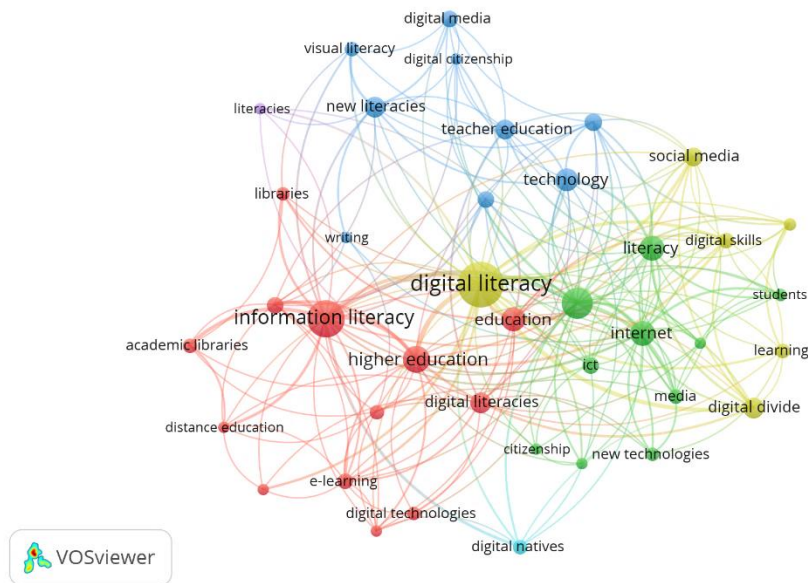 digital media
visual literacy
digital citizenship
literacies
new literacies
teacher education
social media
technology
libraries
writing
literacy
digital skills
digital literacy
students
information literacy
education
internet
academic libraries
higher education
ict
learning
digital literacies
media
digital divide
distance education
citizenship
new technologies
e-learning
digital technologies
digital natives
VOSviewer